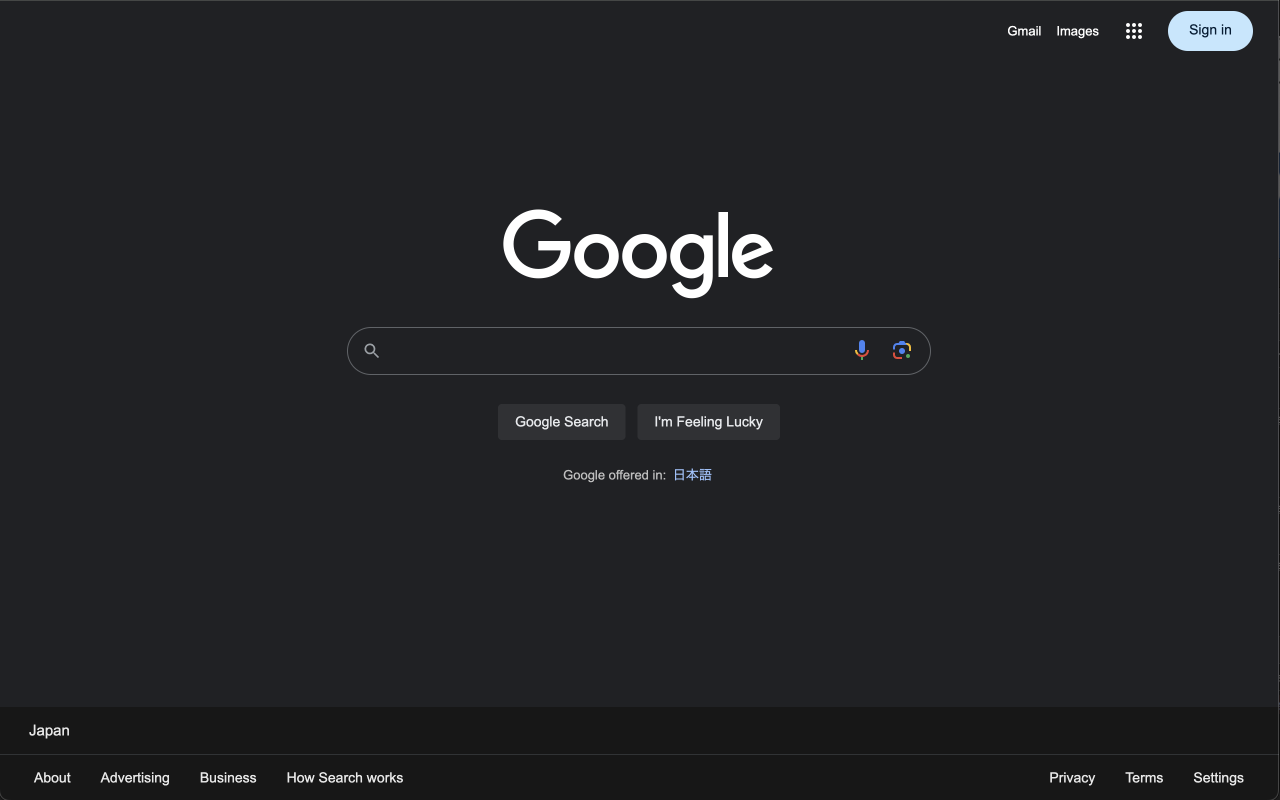 Gmail Images Sign in
Google
Google Search I'm Feeling Lucky
Google offered in: 日本語
Japan
About Advertising Business How Search works Privacy Terms Settings